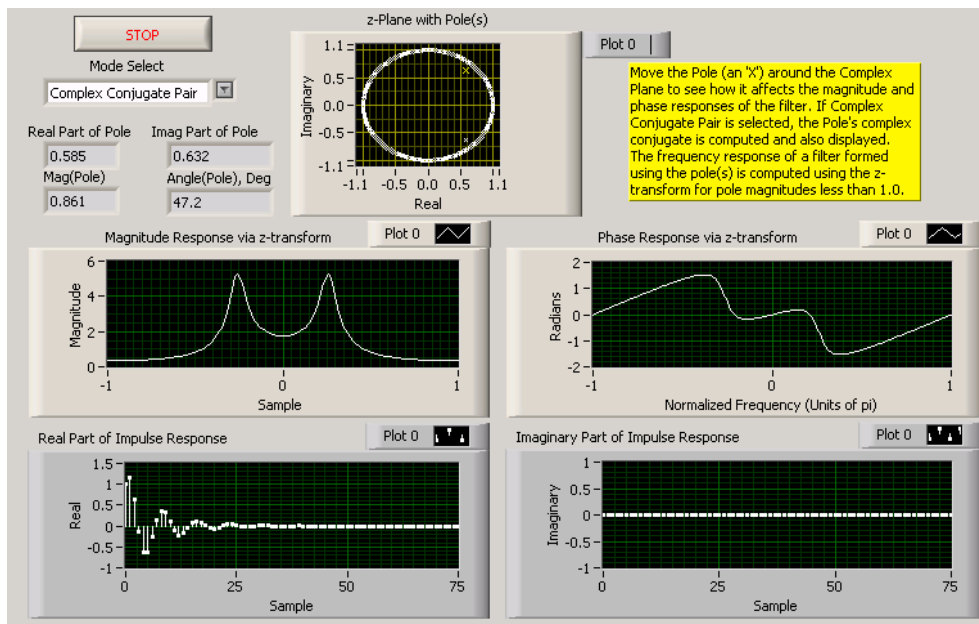 STOP
Mode Select
Complex Conjugate Pair
Real Part of Pole
Imag Part of Pole
0.585
0.632
Mag(Pole)
Angle(Pole), Deg
0.861
47.2
z-Plane with Pole(s)
Plot 0
Imaginary
1.1
0.5
0.0
-0.5
-1.1
-1.1
-0.5
0.0
0.5
1.1
Real
Move the Pole (an 'X') around the Complex
Plane to see how it affects the magnitude and
phase responses of the filter. If Complex
Conjugate Pair is selected, the Pole's complex
conjugate is computed and also displayed.
The frequency response of a filter formed
using the pole(s) is computed using the z-
transform for pole magnitudes less than 1.0.
Magnitude Response via z-transform
Plot 0
Magnitude
6
4
2
0
-1
0
1
Sample
Phase Response via z-transform
Plot 0
Radians
2
1
0
-1
-2
-1
0
1
Normalized Frequency (Units of pi)
Real Part of Impulse Response
Plot 0
Real
1.5
1
0.5
0
-0.5
-1
0
25
50
75
Sample
Imaginary Part of Impulse Response
Plot 0
Imaginary
1
0.5
0
-0.5
-1
0
25
50
75
Sample